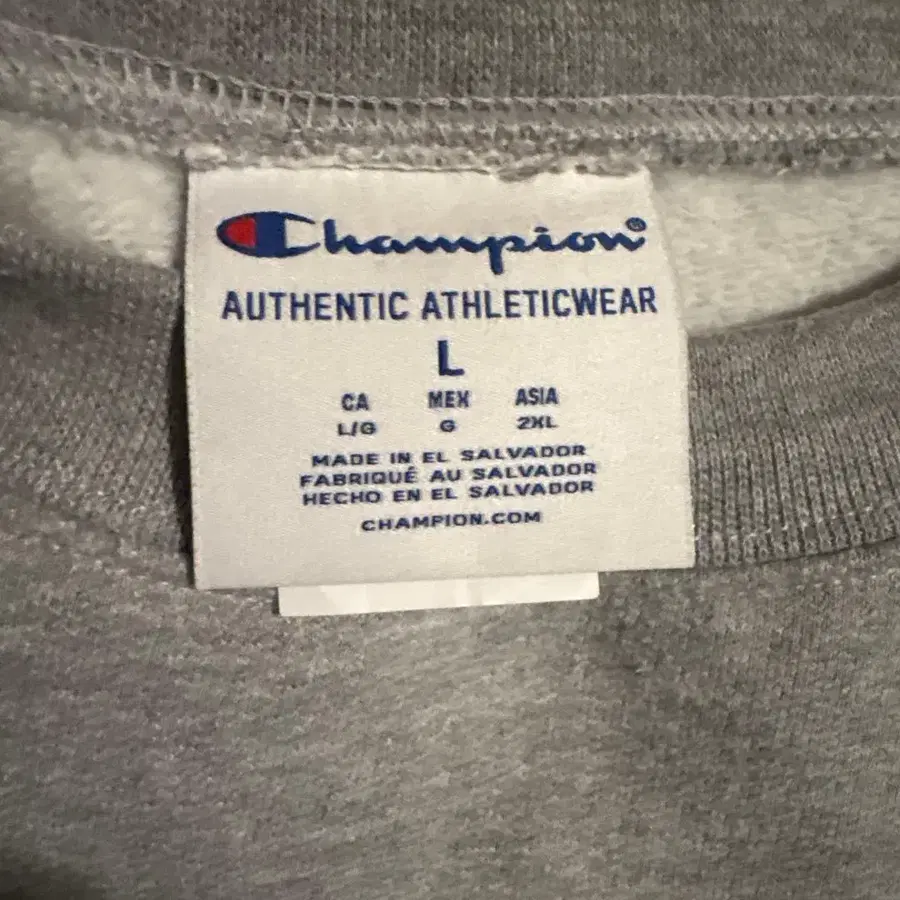 Champion®
AUTHENTIC ATHLETICWEAR
L
CA MEX ASIA
L/G G 2XL
MADE IN EL SALVADOR
FABRIQUÉ AU SALVADOR
HECHO EN EL SALVADOR
CHAMPION.COM